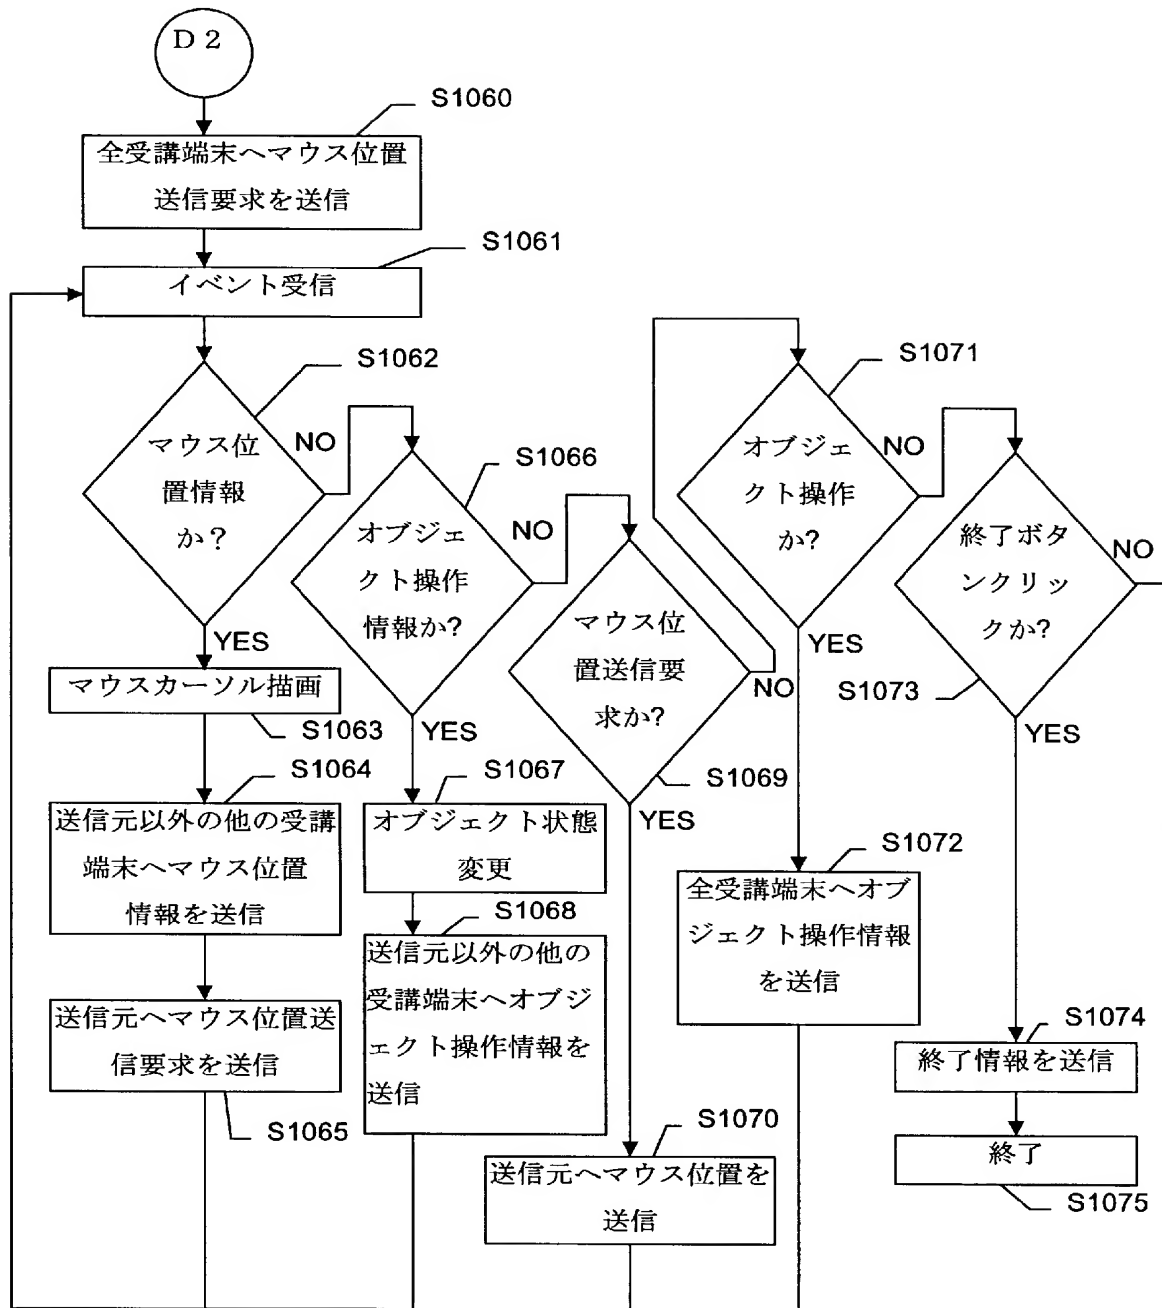 D 2
S1060
全受講端末へマウス位置
送信要求を送信
S1061
イベント受信
S1062
マウス位
置情報
か？
NO
YES
マウスカーソル描画
S1063
S1064
送信元以外の他の受講
端末へマウス位置
情報を送信
送信元へマウス位置送
信要求を送信
S1065
S1066
オブジェ
クト操作
情報か?
NO
YES
S1067
オブジェクト状態
変更
S1068
送信元以外の他の
受講端末へオブジ
ェクト操作情報を
送信
マウス位
置送信要
求か?
NO
S1069
YES
S1070
送信元へマウス位置を
送信
S1071
オブジェ
クト操作
か?
NO
YES
S1072
全受講端末へオブ
ジェクト操作情報
を送信
終了ボタ
ンクリッ
クか?
NO
S1073
YES
S1074
終了情報を送信
終了
S1075